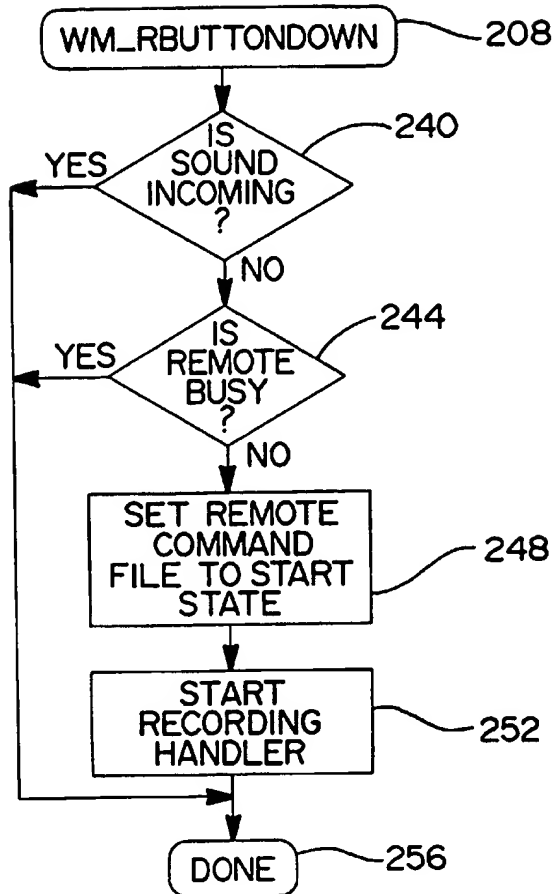 WM_RBUTTONDOWN
208
IS
SOUND
INCOMING
?
240
YES
NO
IS
REMOTE
BUSY
?
244
YES
NO
SET REMOTE
COMMAND
FILE TO START
STATE
248
START
RECORDING
HANDLER
252
DONE
256